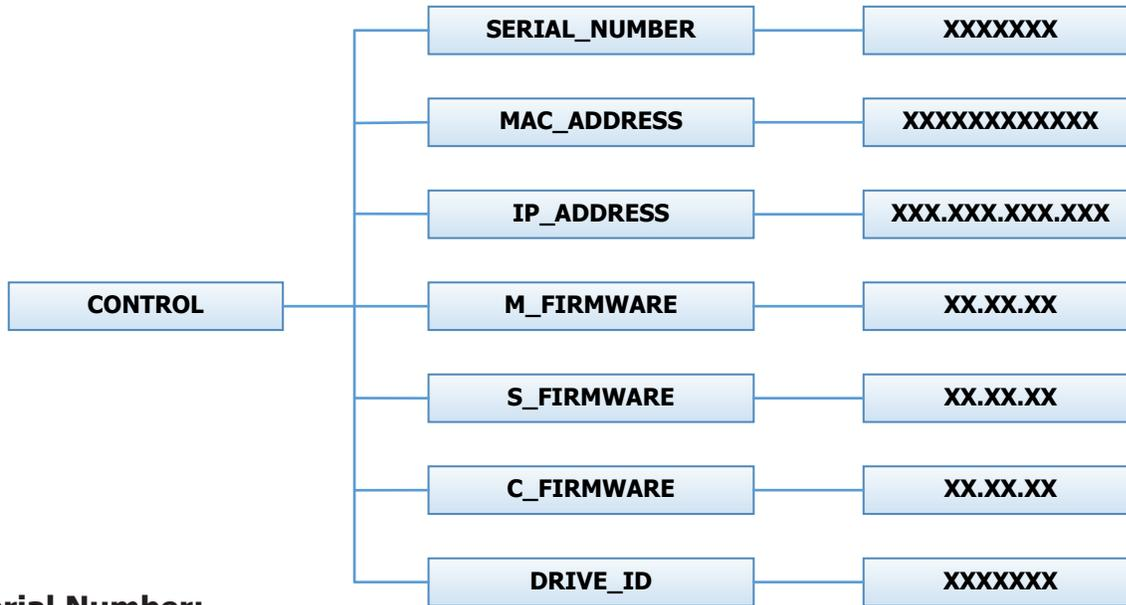 SERIAL_NUMBER XXXXXXX
MAC_ADDRESS XXXXXXXXXXXX
IP_ADDRESS XXX.XXX.XXX.XXX
CONTROL M_FIRMWARE XX.XX.XX
S_FIRMWARE XX.XX.XX
C_FIRMWARE XX.XX.XX
DRIVE_ID XXXXXXX
Number: